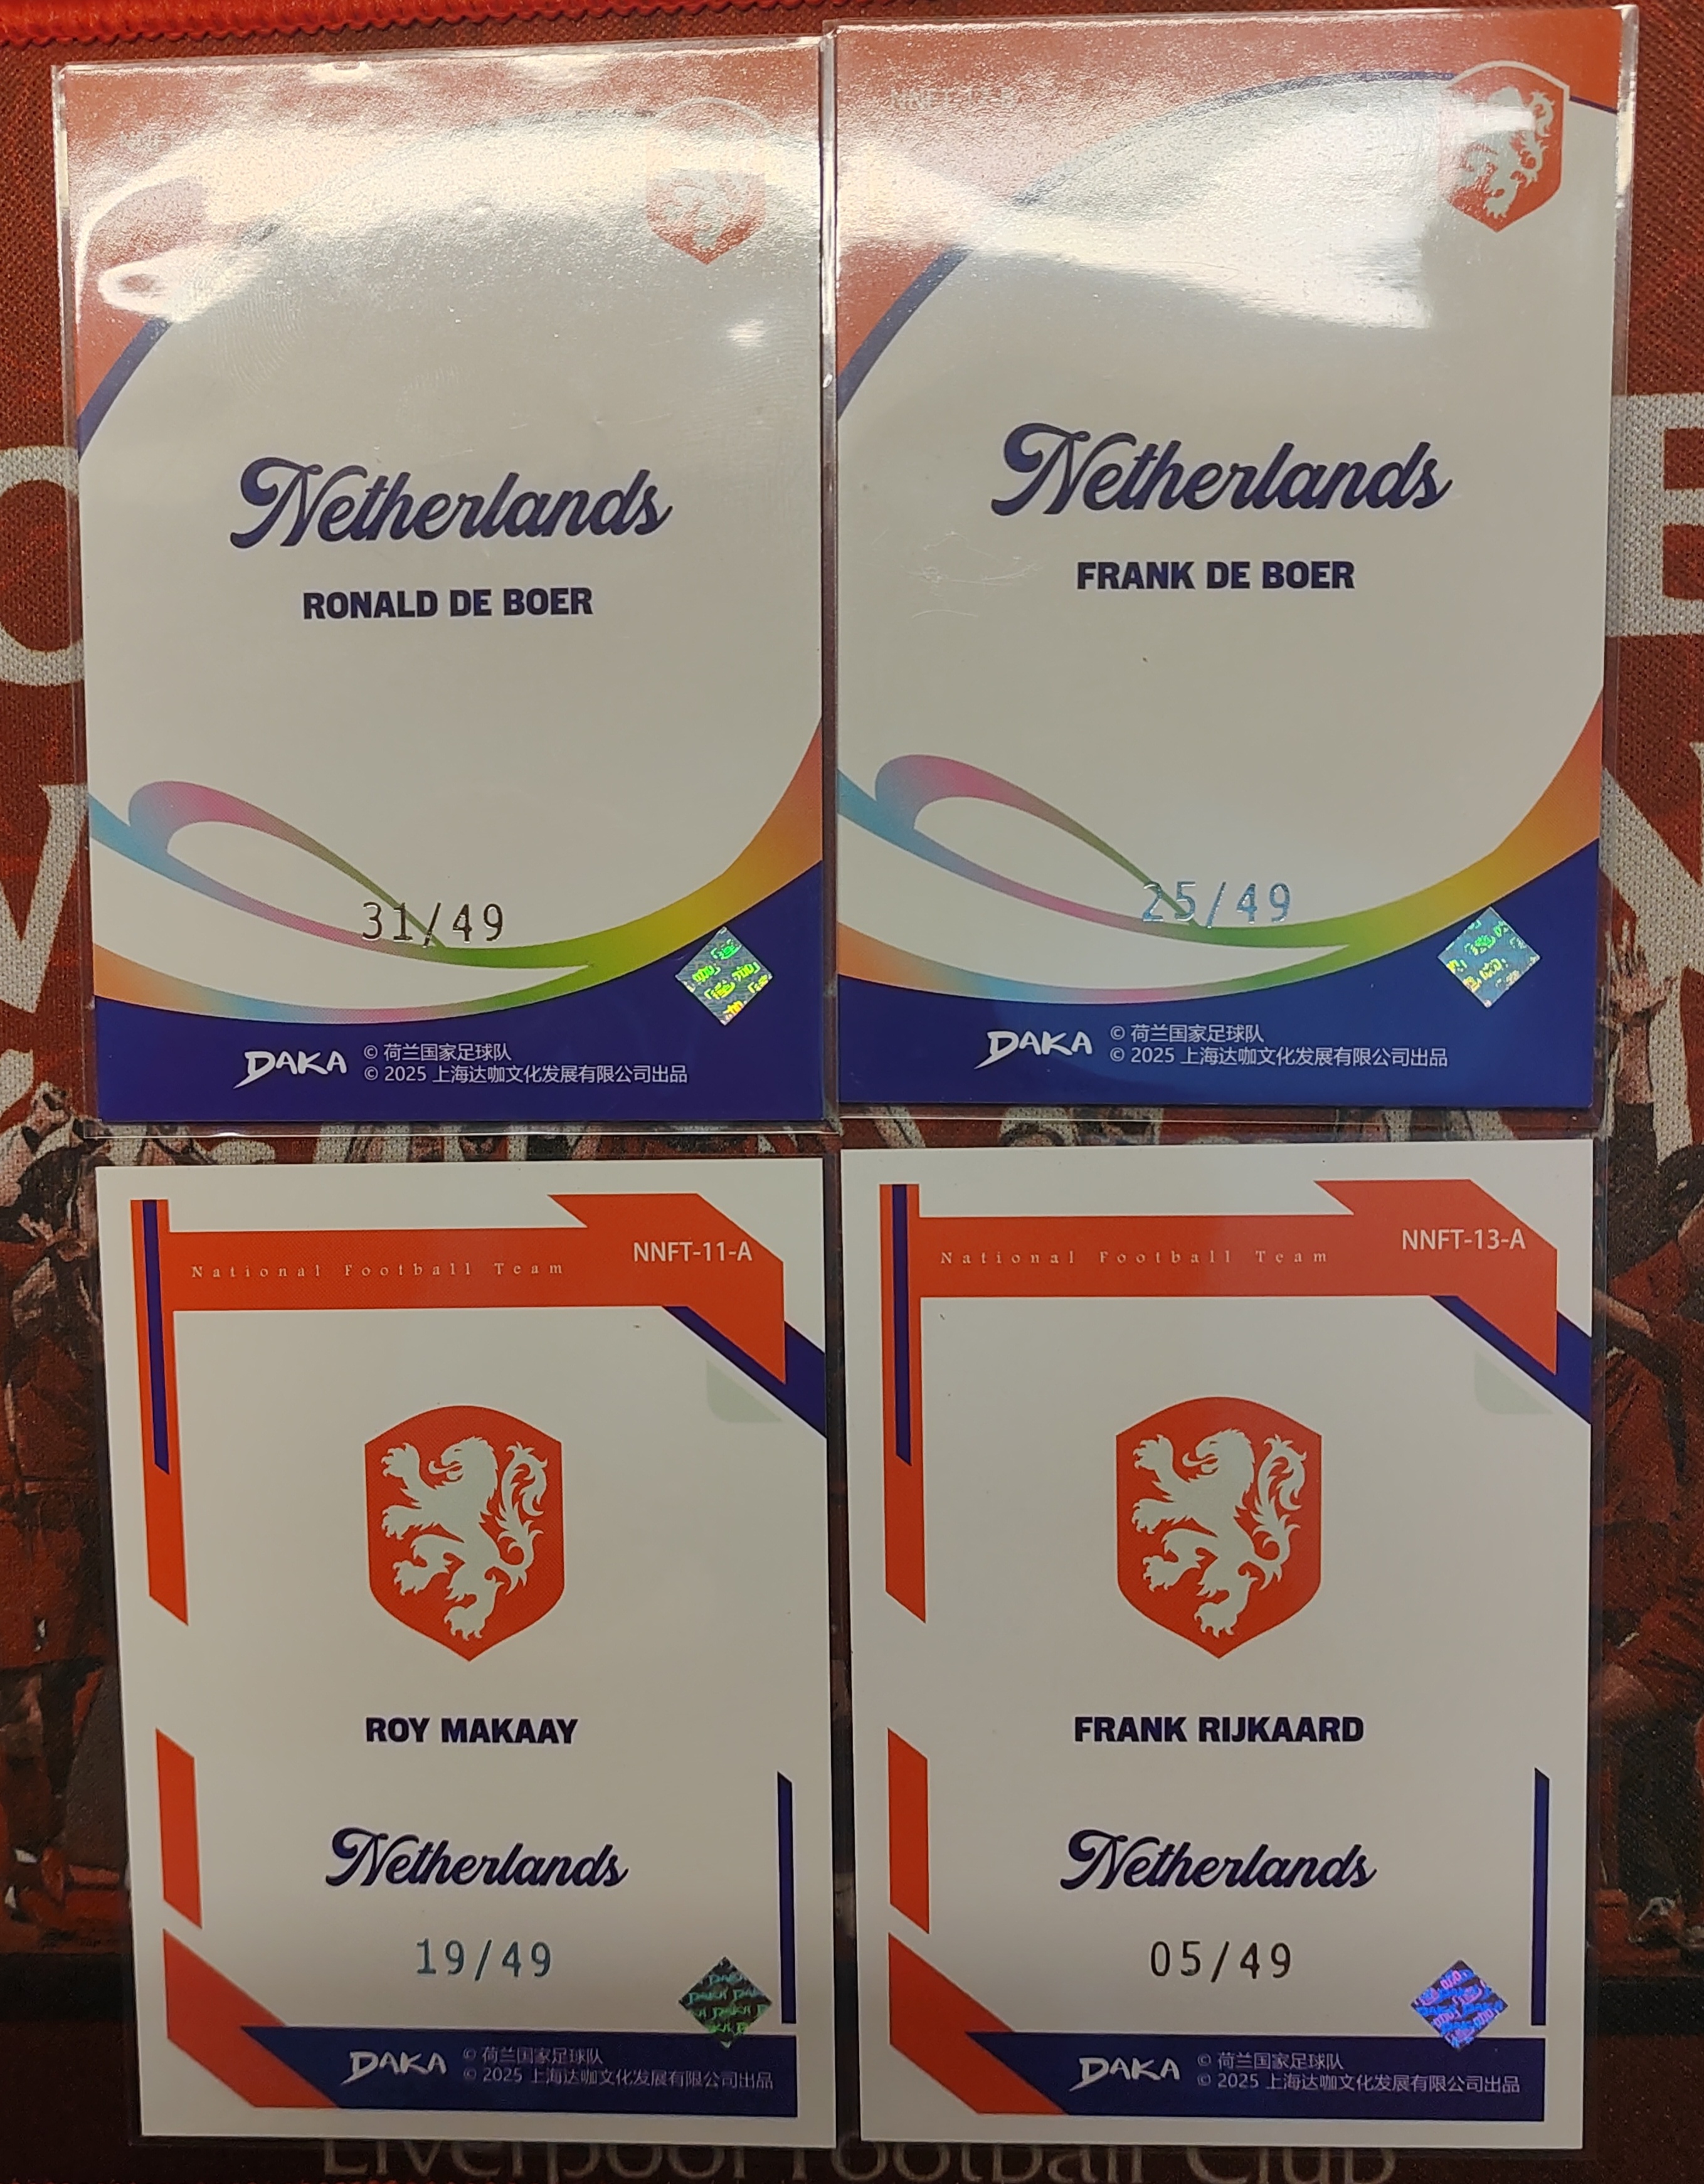 Netherlands
RONALD DE BOER
31/49
DAKA
© 荷兰国家足球队
© 2025 上海达咖文化发展有限公司出品
Netherlands
FRANK DE BOER
25/49
DAKA
© 荷兰国家足球队
© 2025 上海达咖文化发展有限公司出品
National Football Team
NNFT-11-A
ROY MAKAAY
Netherlands
19/49
DAKA
© 荷兰国家足球队
© 2025 上海达咖文化发展有限公司出品
National Football Team
NNFT-13-A
FRANK RIJKAARD
Netherlands
05/49
DAKA
© 荷兰国家足球队
© 2025 上海达咖文化发展有限公司出品
Liverpool Football Club